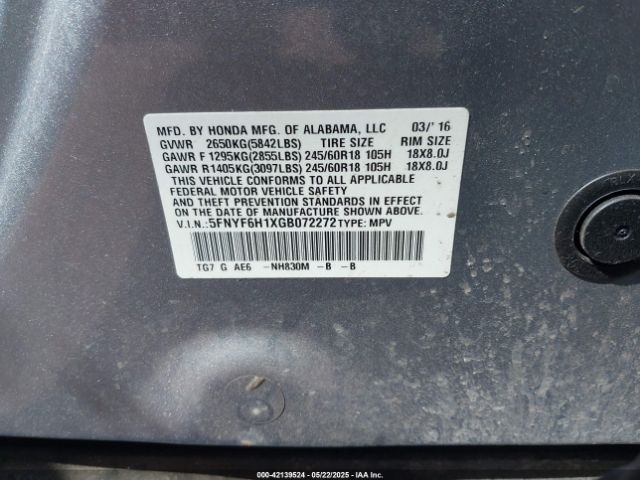 MFD. BY HONDA MFG. OF ALABAMA, LLC 03/' 16
GVWR 2650KG(5842LBS) TIRE SIZE RIM SIZE
GAWR F 1295KG(2855LBS) 245/60R18 105H 18X8.0J
GAWR R1405KG(3097LBS) 245/60R18 105H 18X8.0J
THIS VEHICLE CONFORMS TO ALL APPLICABLE
FEDERAL MOTOR VEHICLE SAFETY
AND THEFT PREVENTION STANDARDS IN EFFECT ON
THE DATE OF MANUFACTURE SHOWN ABOVE.
V.I.N.:5FNYF6H1XGB072272 TYPE: MPV
TG7 G AE6 -NH830M -B -B
000-42139524 - 05/22/2025 - IAA Inc.